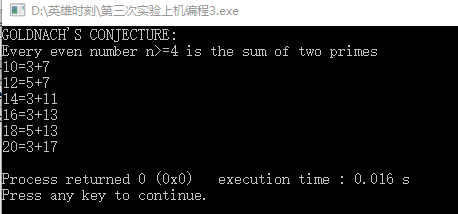 D:\英雄时刻\第三次实验上机编程3.exe
GOLDNACH'S CONJECTURE:
Every even number n>=4 is the sum of two primes
10=3+7
12=5+7
14=3+11
16=3+13
18=5+13
20=3+17
Process returned 0 (0x0)   execution time : 0.016 s
Press any key to continue.